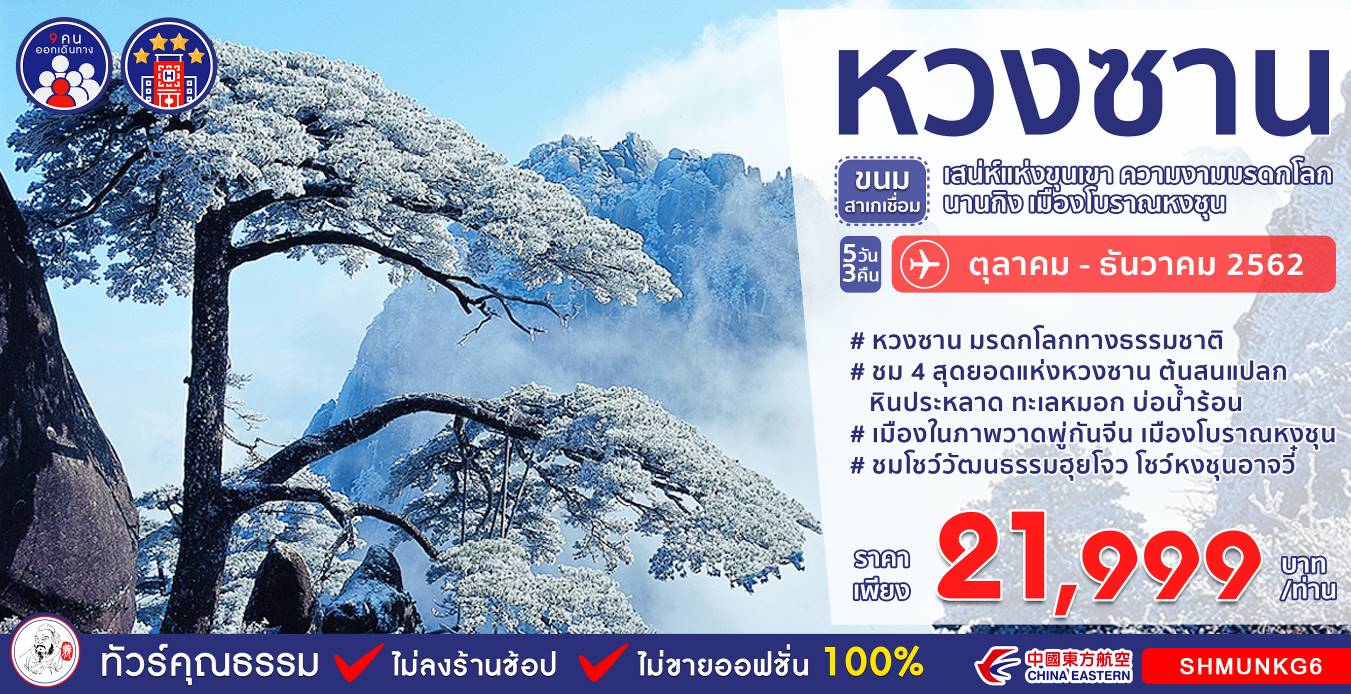 9 คน
ออกเดินทาง
H
หวงซาน
ขนม
สาเกเชื่อม
เสน่ห์แห่งขุนเขา ความงามมรดกโลก
นานกิง เมืองโบราณหงชุน
5 วัน
3 คืน
ตุลาคม - ธันวาคม 2562
# หวงซาน มรดกโลกทางธรรมชาติ
# ชม 4 สุดยอดแห่งหวงซาน ต้นสนแปลก
หินประหลาด ทะเลหมอก บ่อน้ำร้อน
# เมืองในภาพวาดพู่กันจีน เมืองโบราณหงชุน
# ชมโชว์วัฒนธรรมฮุยโจว โชว์หงชุนอาจวี๋
ราคา
เพียง
21,999
บาท
/ท่าน
ทัวร์คุณธรรม ไม่ลงร้านช้อป ไม่ขายออฟชั่น 100%
中國東方航空
CHINA EASTERN
SHMUNKG6